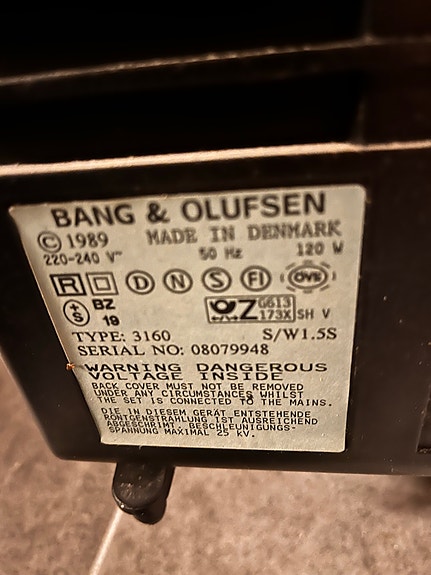 BANG & OLUFSEN
© 1989 MADE IN DENMARK
220-240 V~ 50 Hz 120 W
R D N S FI ÖVE
+S BZ 19 Z G613 173X SH V
TYPE: 3160 S/W1.5S
SERIAL NO: 08079948
WARNING DANGEROUS
VOLTAGE INSIDE
BACK COVER MUST NOT BE REMOVED
UNDER ANY CIRCUMSTANCES WHILST
THE SET IS CONNECTED TO THE MAINS.
DIE IN DIESEM GERÄT ENTSTEHENDE
RÖNTGENSTRAHLUNG IST AUSREICHEND
ABGESCHRIMT. BESCHLEUNIGUNGS-
SPANNUNG MAXIMAL 25 KV.